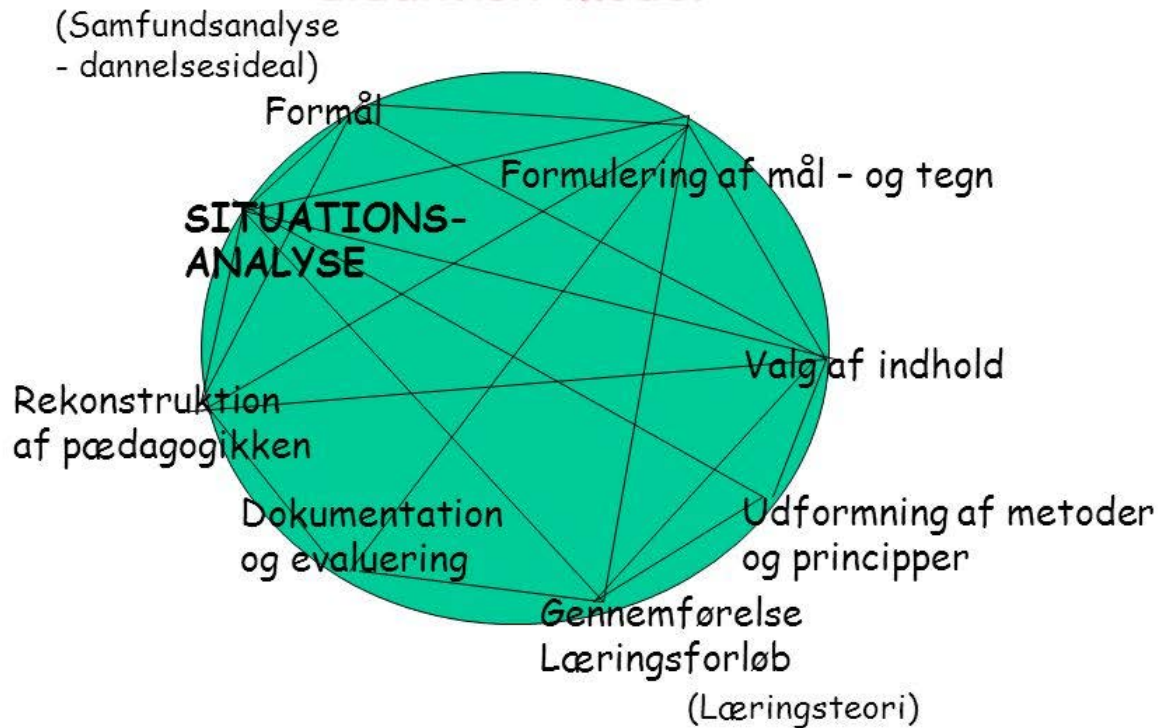 (Samfundsanalyse
- dannelsesideal)
Formål
Formulering af mål – og tegn
SITUATIONS-
ANALYSE
Valg af indhold
Rekonstruktion
af pædagogikken
Dokumentation
og evaluering
Udformning af metoder
og principper
Gennemførelse
Læringsforløb
(Læringsteori)